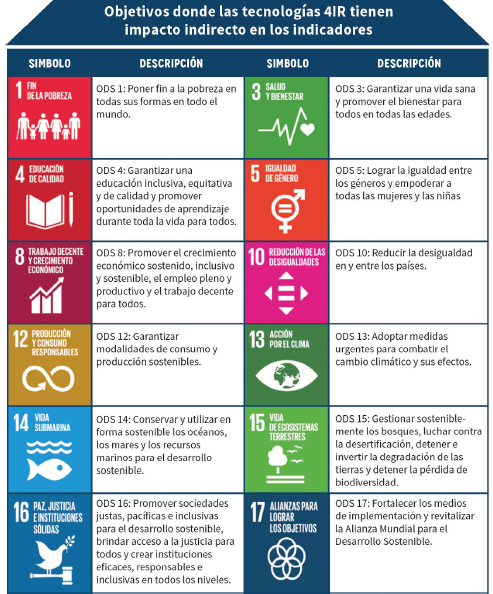 Objetivos donde las tecnologías 4IR tienen
impacto indirecto en los indicadores
SIMBOLO
DESCRIPCIÓN
SIMBOLO
DESCRIPCIÓN
1 FIN
DE LA POBREZA
ODS 1: Poner fin a la pobreza en
todas sus formas en todo el
mundo.
3 SALUD
Y BIENESTAR
ODS 3: Garantizar una vida sana
y promover el bienestar para
todos en todas las edades.
4 EDUCACIÓN
DE CALIDAD
ODS 4: Garantizar una
educación inclusiva, equitativa
y de calidad y promover
oportunidades de aprendizaje
durante toda la vida para todos.
5 IGUALDAD
DE GÉNERO
ODS 5: Lograr la igualdad entre
los géneros y empoderar a
todas las mujeres y las niñas
8 TRABAJO DECENTE
Y CRECIMIENTO
ECONÓMICO
ODS 8: Promover el crecimiento
económico sostenido, inclusivo
y sostenible, el empleo pleno y
productivo y el trabajo decente
para todos.
10 REDUCCIÓN DE LAS
DESIGUALDADES
ODS 10: Reducir la desigualdad
en y entre los países.
12 PRODUCCIÓN
Y CONSUMO
RESPONSABLES
ODS 12: Garantizar
modalidades de consumo y
producción sostenibles.
13 ACCIÓN
POR EL CLIMA
ODS 13: Adoptar medidas
urgentes para combatir el
cambio climático y sus efectos.
14 VIDA
SUBMARINA
ODS 14: Conservar y utilizar en
forma sostenible los océanos,
los mares y los recursos
marinos para el desarrollo
sostenible.
15 VIDA
DE ECOSISTEMAS
TERRESTRES
ODS 15: Gestionar sostenible-
mente los bosques, luchar contra
la desertificación, detener e
invertir la degradación de las
tierras y detener la pérdida de
biodiversidad.
16 PAZ, JUSTICIA
E INSTITUCIONES
SÓLIDAS
ODS 16: Promover sociedades
justas, pacíficas e inclusivas
para el desarrollo sostenible,
brindar acceso a la justicia para
todos y crear instituciones
eficaces, responsables e
inclusivas en todos los niveles.
17 ALIANZAS PARA
LOGRAR
LOS OBJETIVOS
ODS 17: Fortalecer los medios
de implementación y revitalizar
la Alianza Mundial para el
Desarrollo Sostenible.